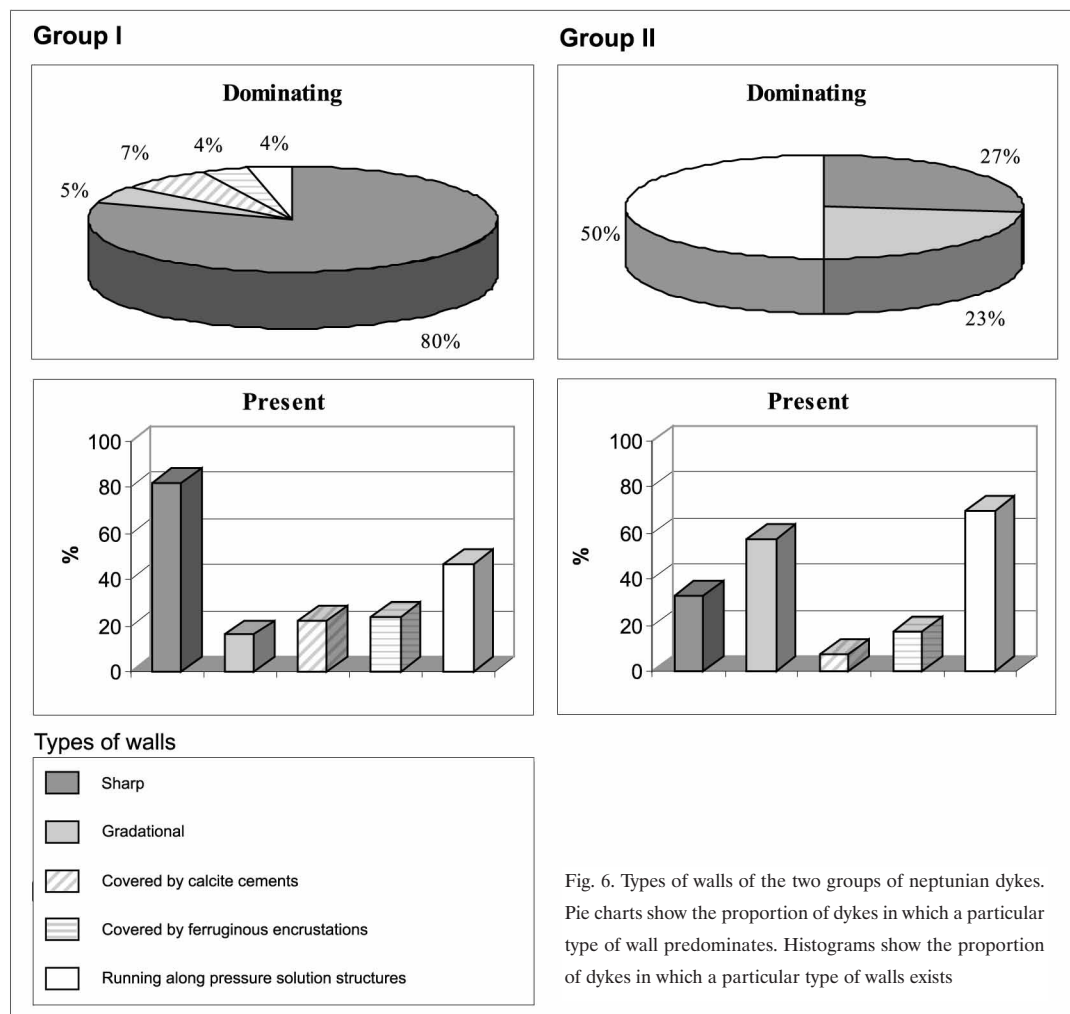 Group I
Dominating
4%
4%
7%
5%
80%
Present
100
80
60
40
20
0
%
Group II
Dominating
27%
50%
23%
Present
100
80
60
40
20
0
%
Types of walls
Sharp
Gradational
Covered by calcite cements
Covered by ferruginous encrustations
Running along pressure solution structures
Fig. 6. Types of walls of the two groups of neptunian dykes.
Pie charts show the proportion of dykes in which a particular
type of wall predominates. Histograms show the proportion
of dykes in which a particular type of walls exists